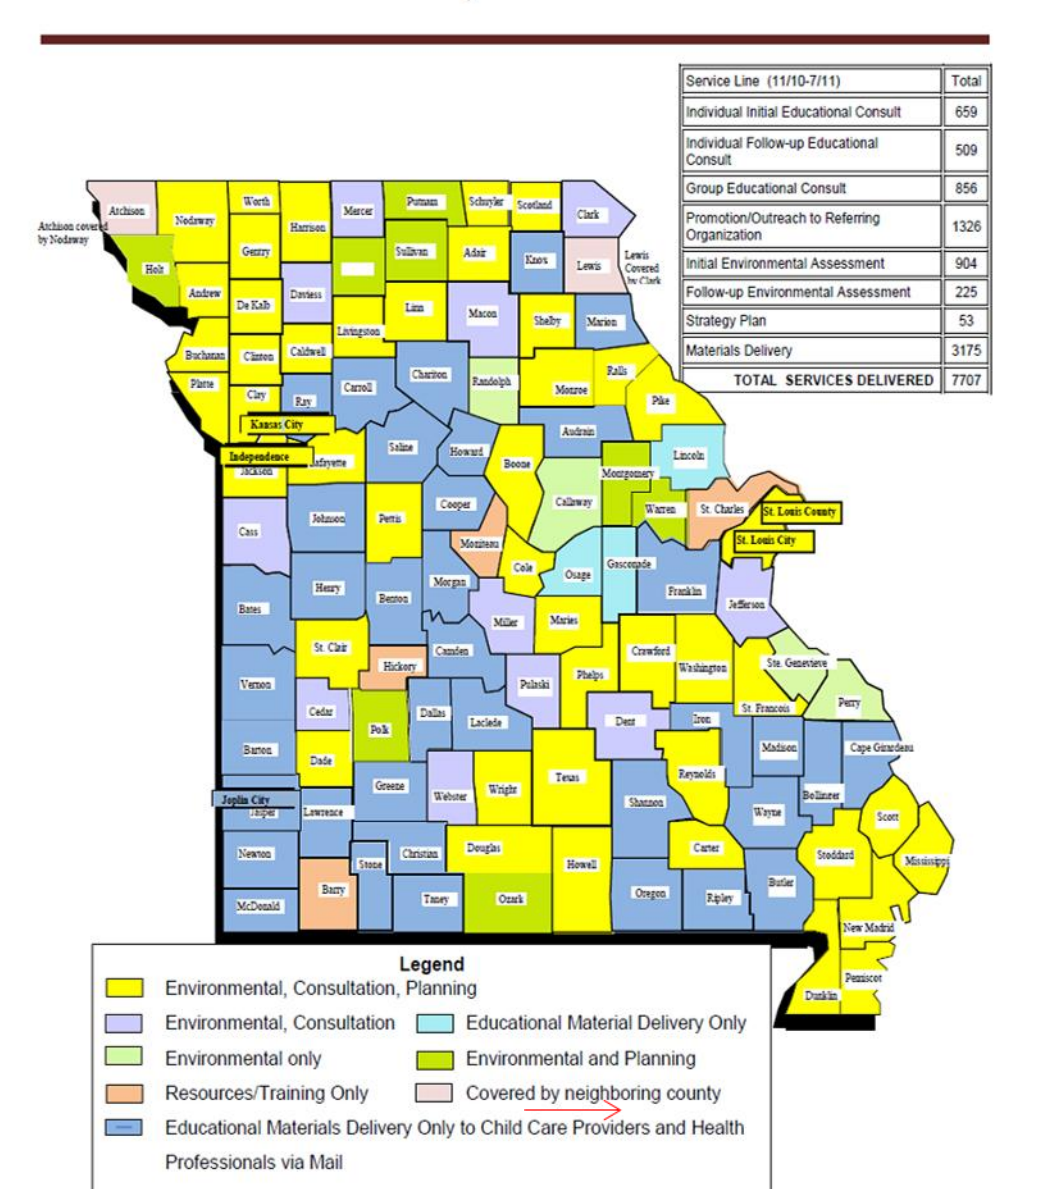 Service Line (11/10-7/11) Total
Individual Initial Educational Consult 659
Individual Follow-up Educational
Consult 509
Group Educational Consult 856
Promotion/Outreach to Referring
Organization 1326
Initial Environmental Assessment 904
Follow-up Environmental Assessment 225
Strategy Plan 53
Materials Delivery 3175
TOTAL SERVICES DELIVERED 7707
Atchison covered
by Nodaway
Atchison
Nodaway
Worth
Harrison
Mercer
Putnam
Schuyler
Scotland
Clark
Gentry
Sullivan
Adair
Knox
Lewis
Lewis
Covered
by Clark
Holt
Andrew
De Kalb
Daviess
Linn
Macon
Shelby
Marion
Livingston
Buchanan
Clinton
Caldwell
Chariton
Randolph
Monroe
Ralls
Platte
Clay
Ray
Carroll
Pike
Kansas City
Audrain
Independence
Jackson
Lafayette
Saline
Howard
Boone
Montgomery
Lincoln
Callaway
Warren
St. Charles
St. Louis County
St. Louis City
Cass
Johnson
Pettis
Cooper
Moniteau
Cole
Osage
Gasconade
Franklin
Jefferson
Bates
Henry
Benton
Morgan
Miller
Maries
St. Clair
Hickory
Camden
Phelps
Crawford
Washington
Ste. Genevieve
Vernon
Cedar
Polk
Dallas
Laclede
Pulaski
Dent
Iron
St. Francois
Perry
Barton
Dade
Greene
Webster
Wright
Texas
Reynolds
Madison
Cape Girardeau
Joplin City
Jasper
Lawrence
Shannon
Wayne
Bollinger
Scott
Newton
Stone
Christian
Douglas
Howell
Carter
Stoddard
Mississippi
McDonald
Barry
Taney
Ozark
Oregon
Ripley
Butler
New Madrid
Pemiscot
Dunklin
Legend
Environmental, Consultation, Planning
Environmental, Consultation Educational Material Delivery Only
Environmental only Environmental and Planning
Resources/Training Only Covered by neighboring county
Educational Materials Delivery Only to Child Care Providers and Health
Professionals via Mail